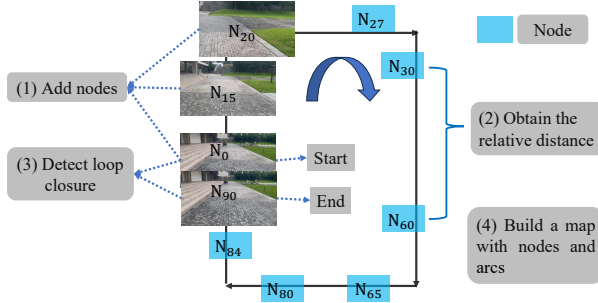 N20
N27
Node
N30
(1) Add nodes
N15
(2) Obtain the
relative distance
N0
Start
(3) Detect loop
closure
N90
End
N60
(4) Build a map
with nodes and
arcs
N84
N80
N65